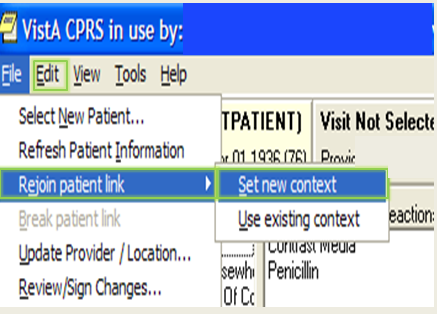 VistA CPRS in use by:
File Edit View Tools Help
Select New Patient...
TPATIENT) Visit Not Selecte
Refresh Patient Information
01 1936 (76) Provic
Rejoin patient link
Set new context
Break patient link
Use existing context
eaction
Update Provider / Location...
Contrast Media
sewh
Penicillin
Review/Sign Changes...
Of Cc